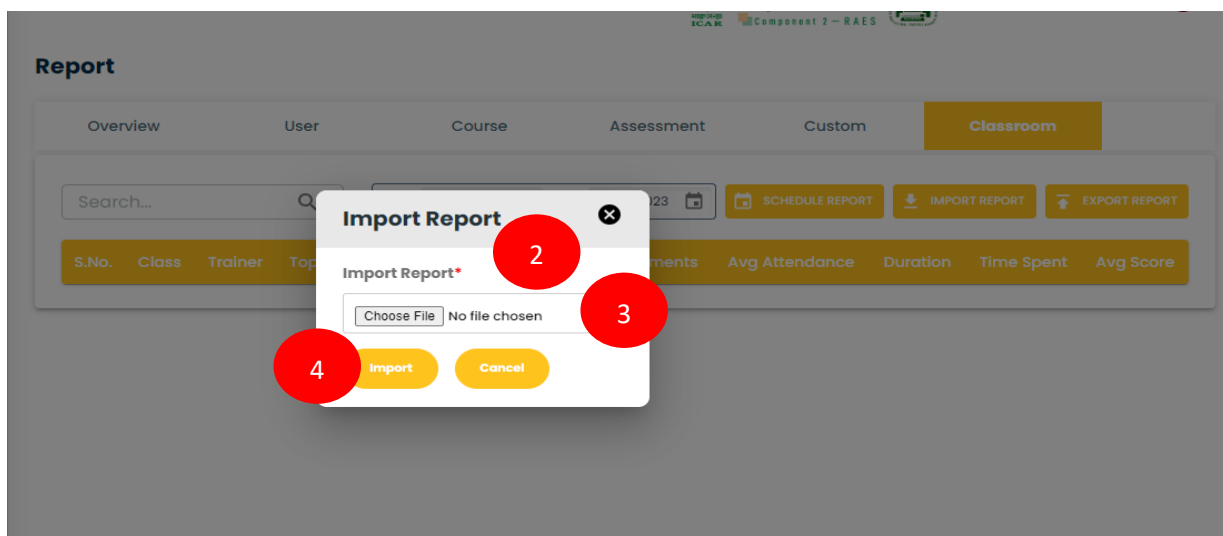 ICAR
Component 2 – RAES
Report
Overview User Course Assessment Custom Classroom
Search... 023 SCHEDULE REPORT IMPORT REPORT EXPORT REPORT
Import Report
2
S.No. Class Trainer Top ments Avg Attendance Duration Time Spent Avg Score
Import Report*
Choose File No file chosen
3
4
Import Cancel